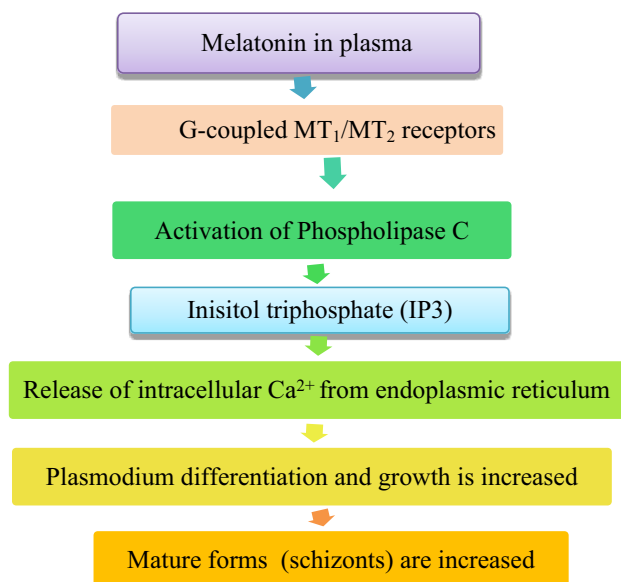 Melatonin in plasma
G-coupled MT₁/MT₂ receptors
Activation of Phospholipase C
Inisitol triphosphate (IP3)
Release of intracellular Ca²⁺ from endoplasmic reticulum
Plasmodium differentiation and growth is increased
Mature forms (schizonts) are increased